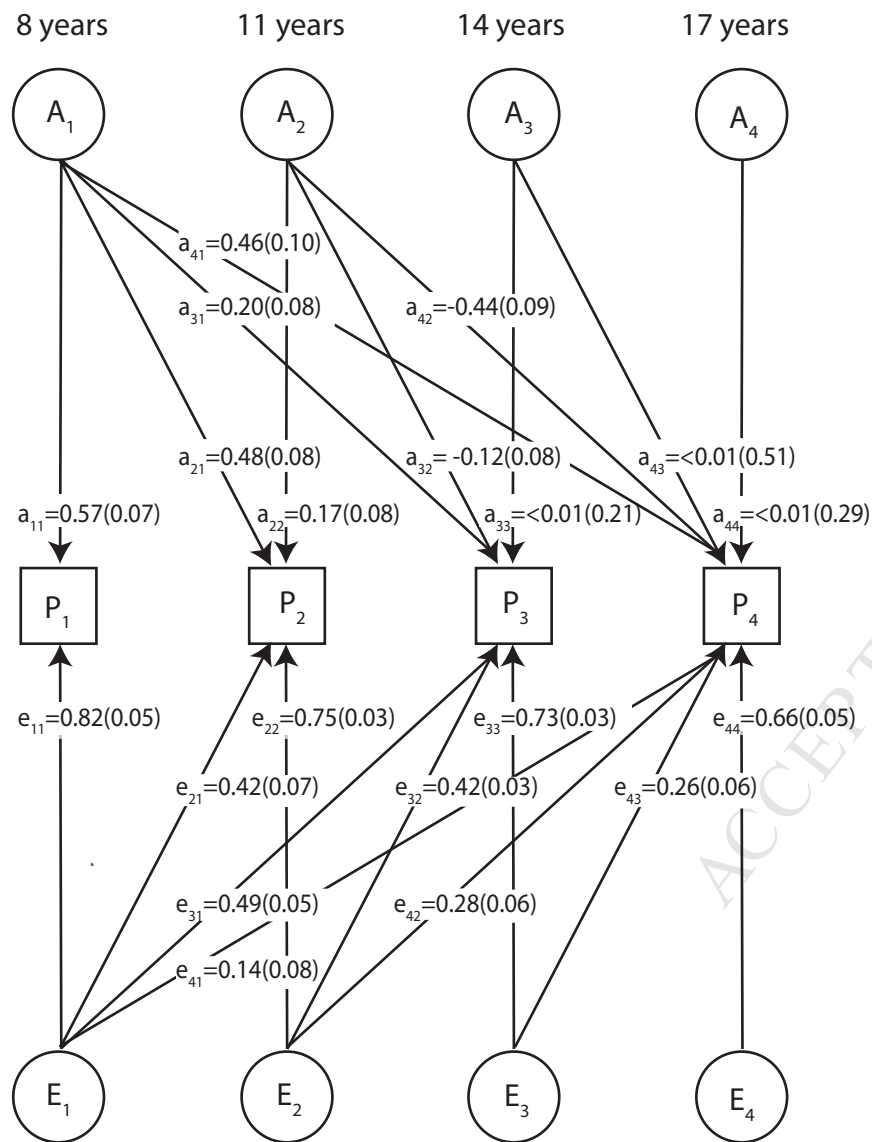 8 years 11 years 14 years 17 years
A₁ A₂ A₃ A₄
a₄₁=0.46(0.10)
a₃₁=0.20(0.08) a₄₂=-0.44(0.09)
a₂₁=0.48(0.08) a₃₂= -0.12(0.08) a₄₃=<0.01(0.51)
a₁₁=0.57(0.07) a₂₂=0.17(0.08) a₃₃=<0.01(0.21) a₄₄=<0.01(0.29)
P₁ P₂ P₃ P₄
e₁₁=0.82(0.05) e₂₂=0.75(0.03) e₃₃=0.73(0.03) e₄₄=0.66(0.05)
e₂₁=0.42(0.07) e₃₂=0.42(0.03) e₄₃=0.26(0.06)
e₃₁=0.49(0.05) e₄₂=0.28(0.06)
e₄₁=0.14(0.08)
E₁ E₂ E₃ E₄
ACCEPT